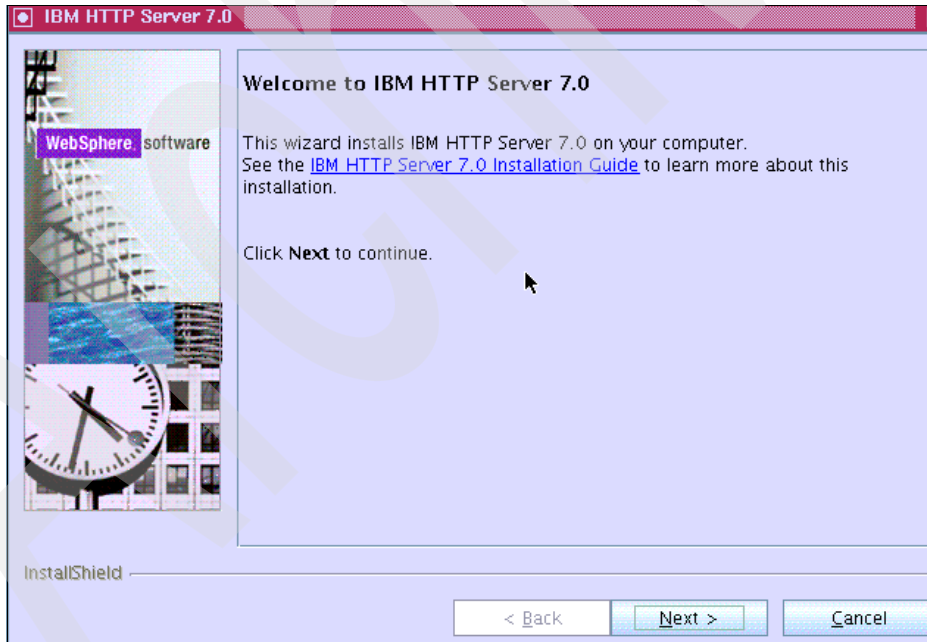 IBM HTTP Server 7.0
WebSphere. software
Welcome to IBM HTTP Server 7.0
This wizard installs IBM HTTP Server 7.0 on your computer.
See the IBM HTTP Server 7.0 Installation Guide to learn more about this
installation.
Click Next to continue.
InstallShield
< Back
Next >
Cancel